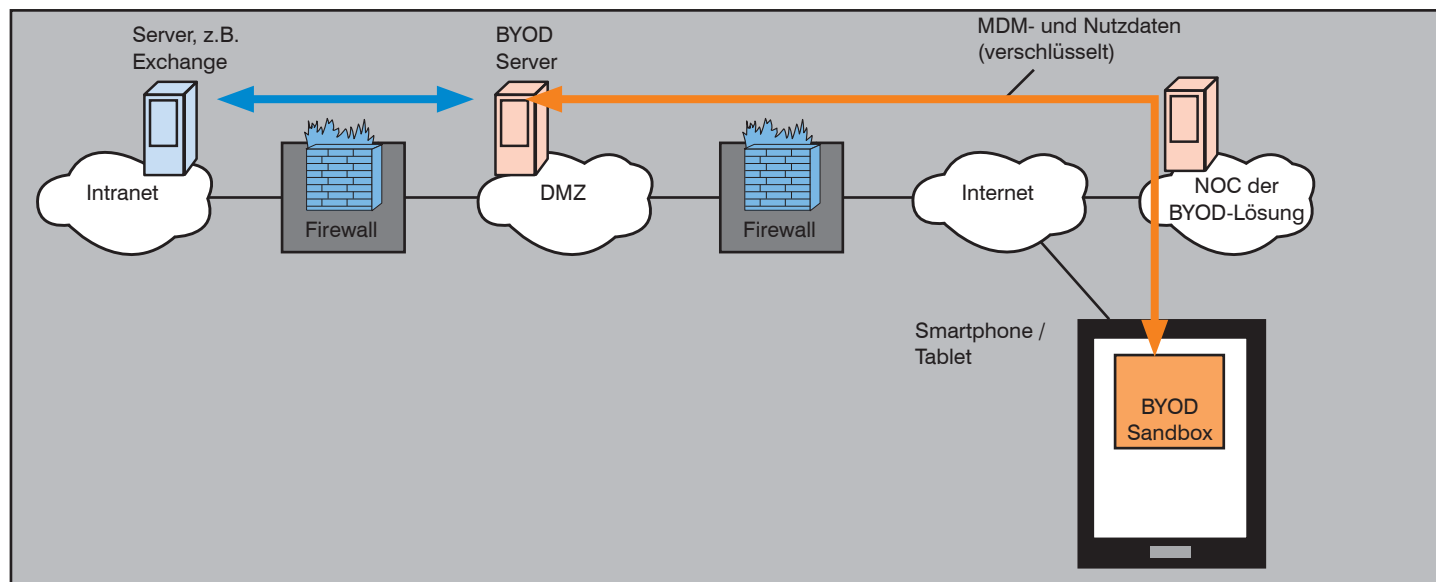 Server, z.B.
Exchange
BYOD
Server
MDM- und Nutzdaten
(verschlüsselt)
Intranet
Firewall
DMZ
Firewall
Internet
NOC der
BYOD-Lösung
Smartphone /
Tablet
BYOD
Sandbox